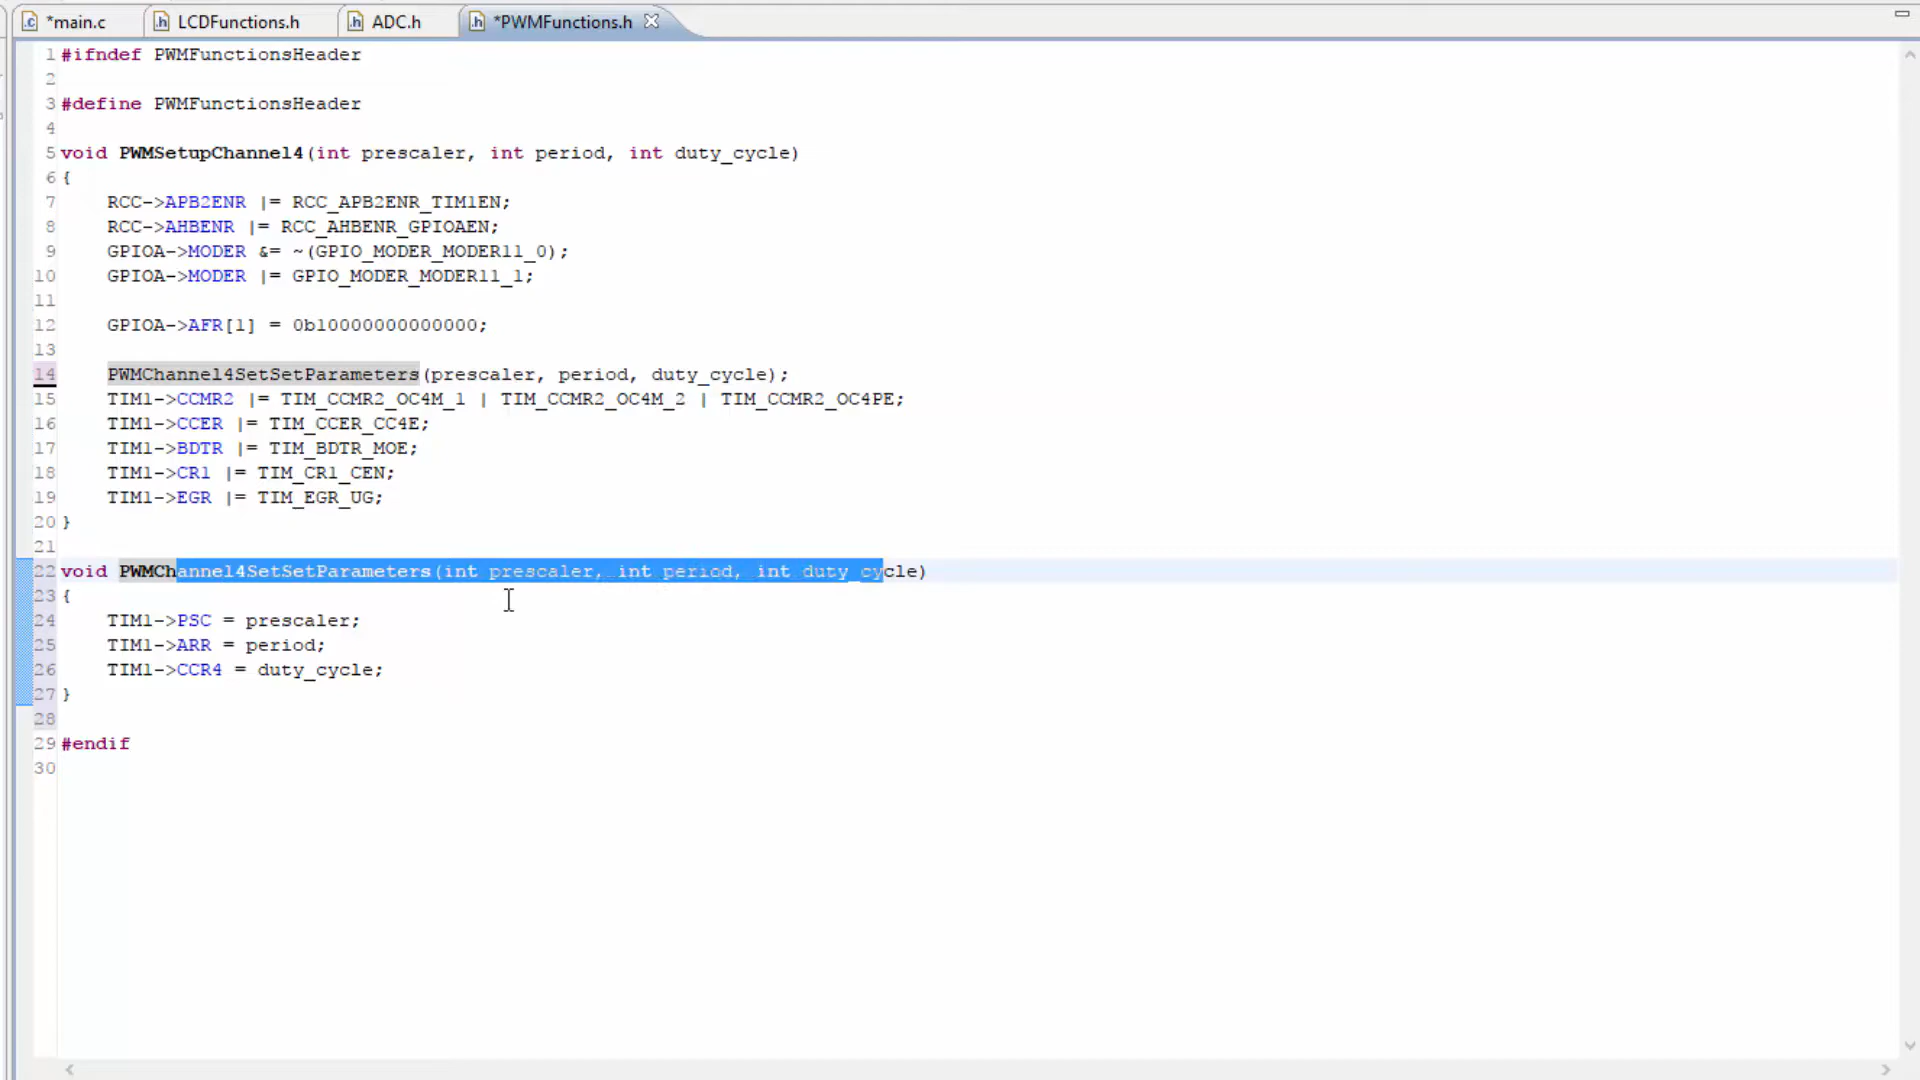 *main.c LCDFunctions.h ADC.h *PWMFunctions.h
1 #ifndef PWMFunctionsHeader
2
3 #define PWMFunctionsHeader
4
5 void PWMSetupChannel4(int prescaler, int period, int duty_cycle)
6 {
7     RCC->APB2ENR |= RCC_APB2ENR_TIM1EN;
8     RCC->AHBENR |= RCC_AHBENR_GPIOAEN;
9     GPIOA->MODER &= ~(GPIO_MODER_MODER11_0);
10     GPIOA->MODER |= GPIO_MODER_MODER11_1;
11
12     GPIOA->AFR[1] = 0b10000000000000;
13
14     PWMChannel4SetSetParameters(prescaler, period, duty_cycle);
15     TIM1->CCMR2 |= TIM_CCMR2_OC4M_1 | TIM_CCMR2_OC4M_2 | TIM_CCMR2_OC4PE;
16     TIM1->CCER |= TIM_CCER_CC4E;
17     TIM1->BDTR |= TIM_BDTR_MOE;
18     TIM1->CR1 |= TIM_CR1_CEN;
19     TIM1->EGR |= TIM_EGR_UG;
20 }
21
22 void PWMChannel4SetSetParameters(int prescaler, int period, int duty_cycle)
23 {
24     TIM1->PSC = prescaler;
25     TIM1->ARR = period;
26     TIM1->CCR4 = duty_cycle;
27 }
28
29 #endif
30